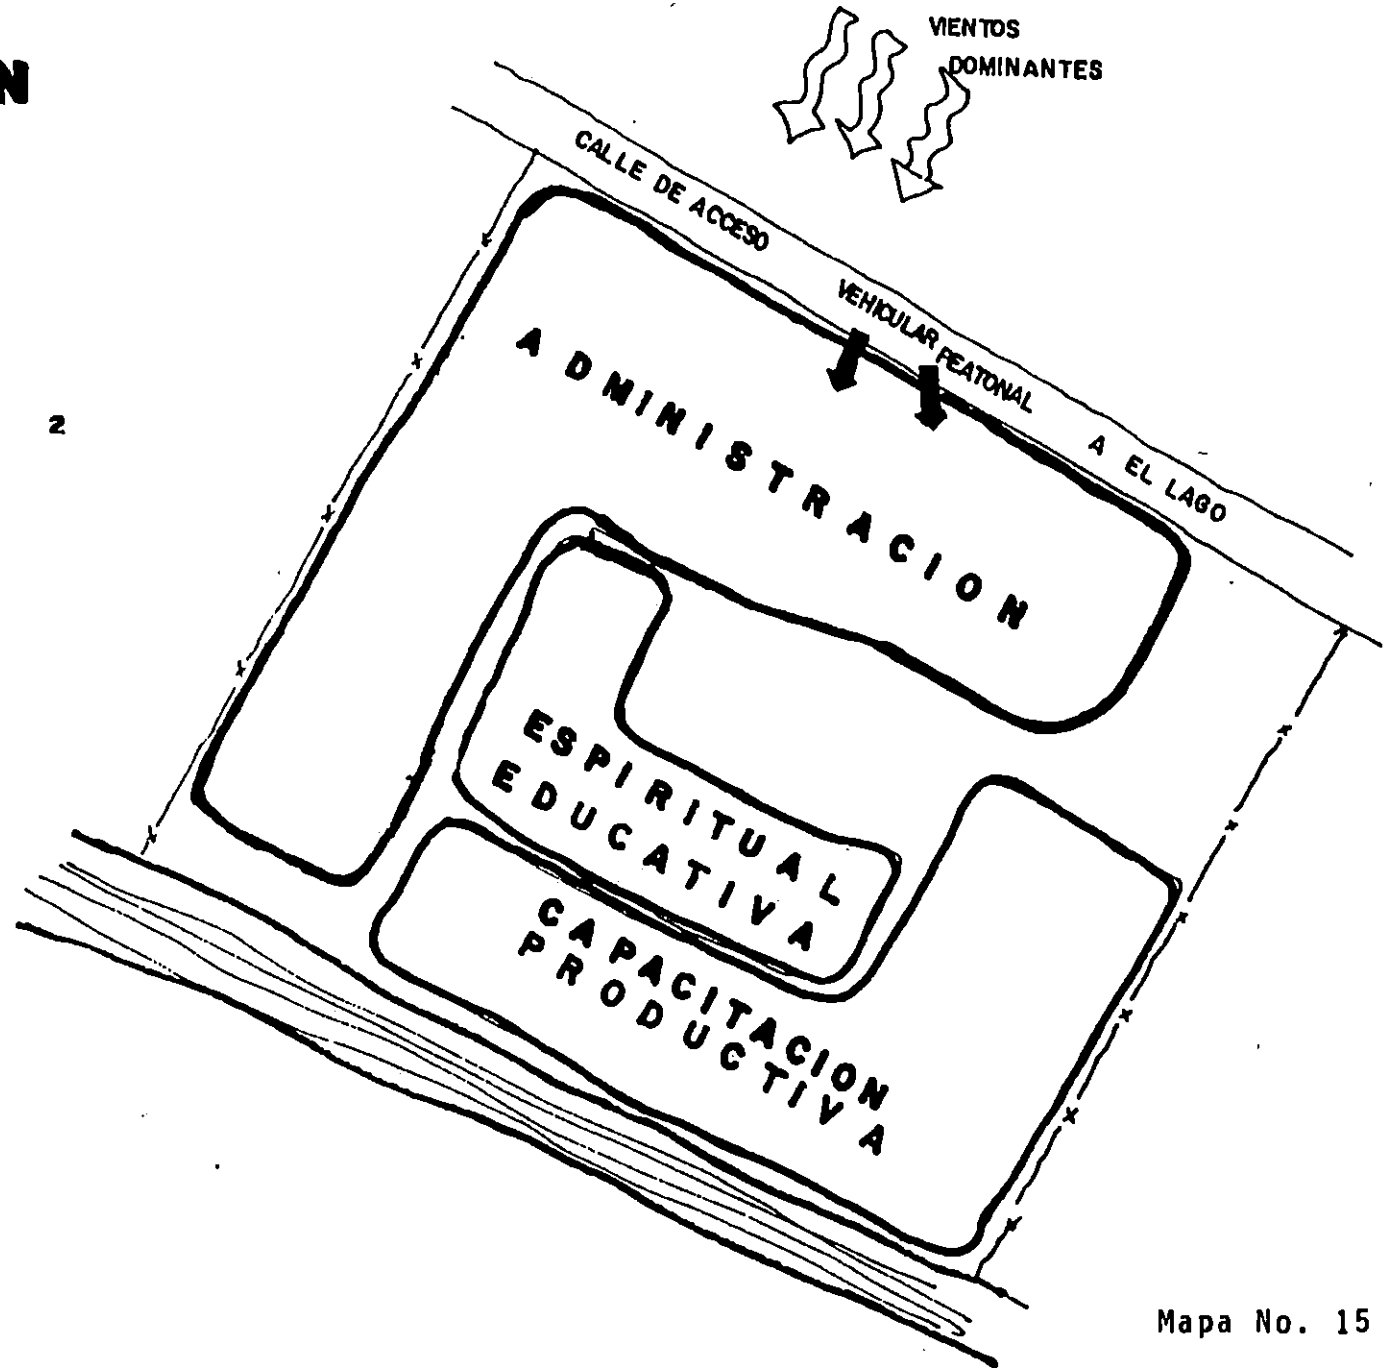 VIENTOS
DOMINANTES
N
CALLE DE ACCESO VEHICULAR PEATONAL A EL LAGO
ADMINISTRACION
2
ESPIRITUAL
EDUCATIVA
CAPACITACION
PRODUCTIVA
Mapa No. 15